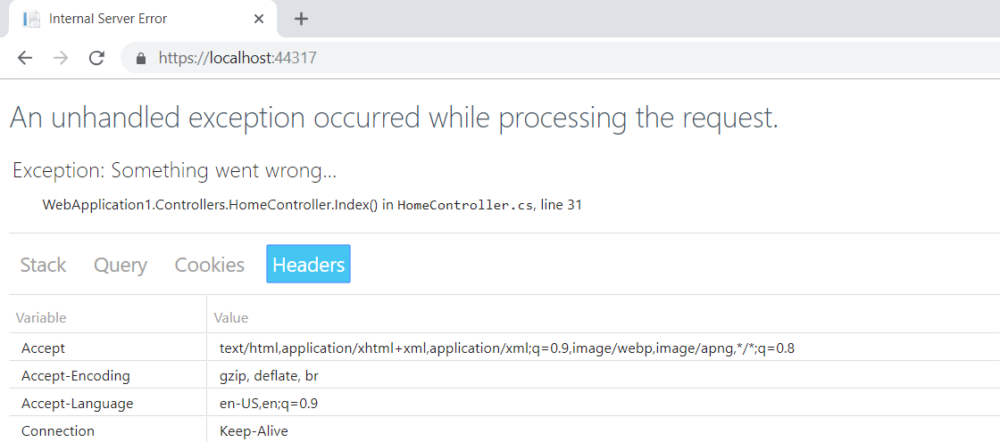 Internal Server Error
https://localhost:44317
An unhandled exception occurred while processing the request.
Exception: Something went wrong...
WebApplication1.Controllers.HomeController.Index() in HomeController.cs, line 31
Stack Query Cookies Headers
Variable Value
Accept text/html,application/xhtml+xml,application/xml;q=0.9,image/webp,image/apng,*/*;q=0.8
Accept-Encoding gzip, deflate, br
Accept-Language en-US,en;q=0.9
Connection Keep-Alive